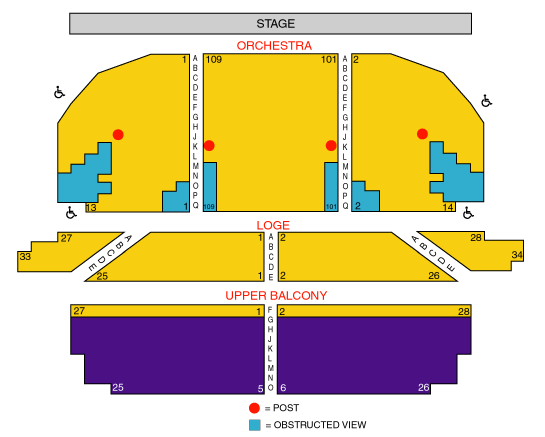 STAGE
ORCHESTRA
1 A 109 101 A 2
B B
C C
D D
E E
F F
G G
H H
J J
K K
L L
M M
N N
O O
P P
13 1 Q 109 101 Q 2 14
LOGE
33 27 A B C D E
25 1 A 2 26
B
C
D
1 E 2
A B C D E 28 34
UPPER BALCONY
27 1 F 2 28
G
H
J
K
L
M
N
25 5 O 6 26
= POST
= OBSTRUCTED VIEW